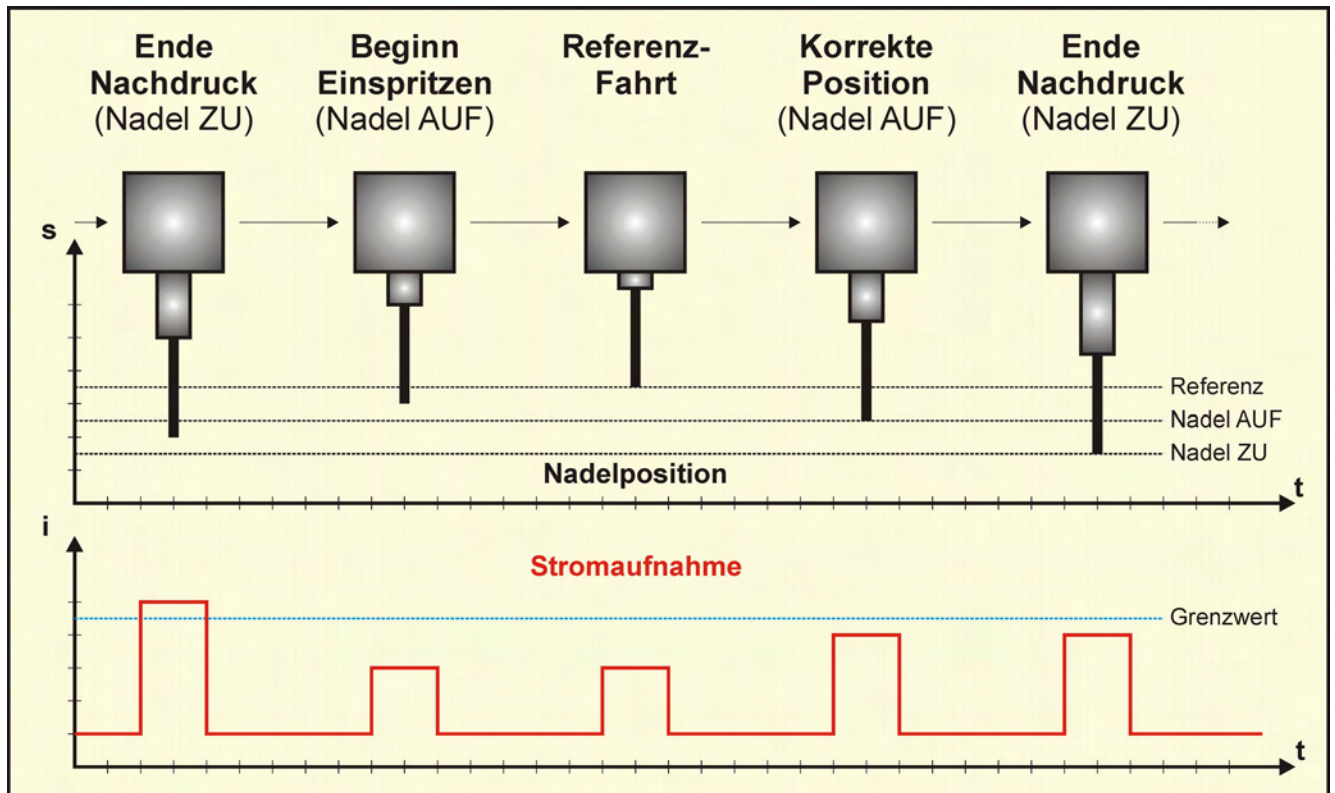 Ende
Nachdruck
(Nadel ZU)
Beginn
Einspritzen
(Nadel AUF)
Referenz-
Fahrt
Korrekte
Position
(Nadel AUF)
Ende
Nachdruck
(Nadel ZU)
s
Referenz
Nadel AUF
Nadel ZU
Nadelposition
t
i
Stromaufnahme
Grenzwert
t